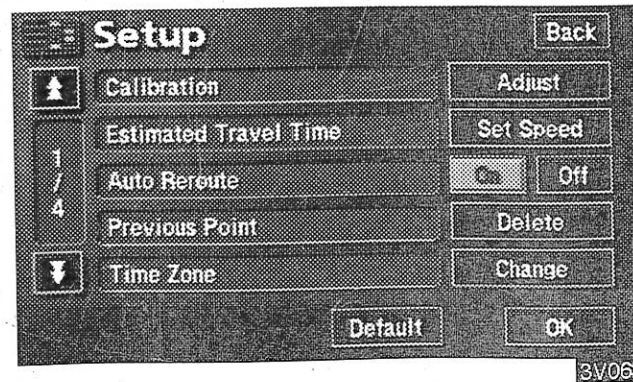 Setup Back
Calibration Adjust
Estimated Travel Time Set Speed
Auto Reroute On Off
Previous Point Delete
Time Zone Change
1/4
Default OK
3V06